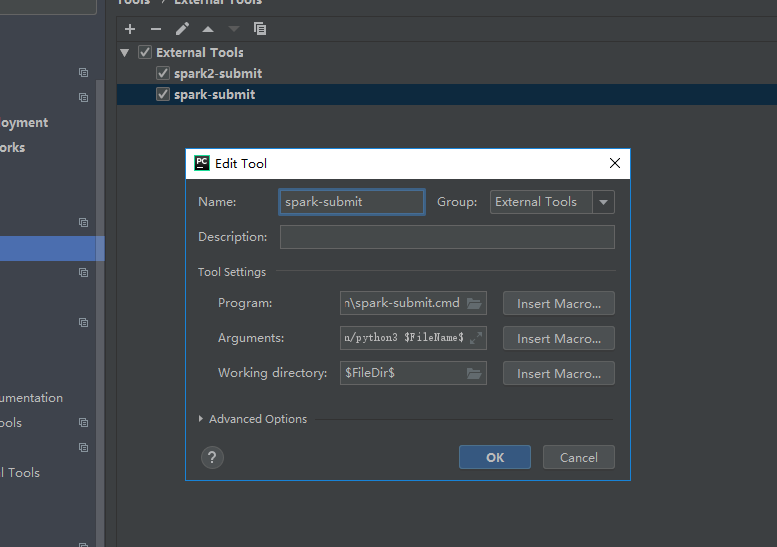 Tools › External Tools
External Tools
spark2-submit
spark-submit
loyment
orks
PC Edit Tool
Name: spark-submit Group: External Tools
Description:
Tool Settings
Program: n\spark-submit.cmd Insert Macro...
Arguments: n/python3 $FileName$ Insert Macro...
Working directory: $FileDir$ Insert Macro...
umentation
ools
Advanced Options
? OK Cancel
l Tools